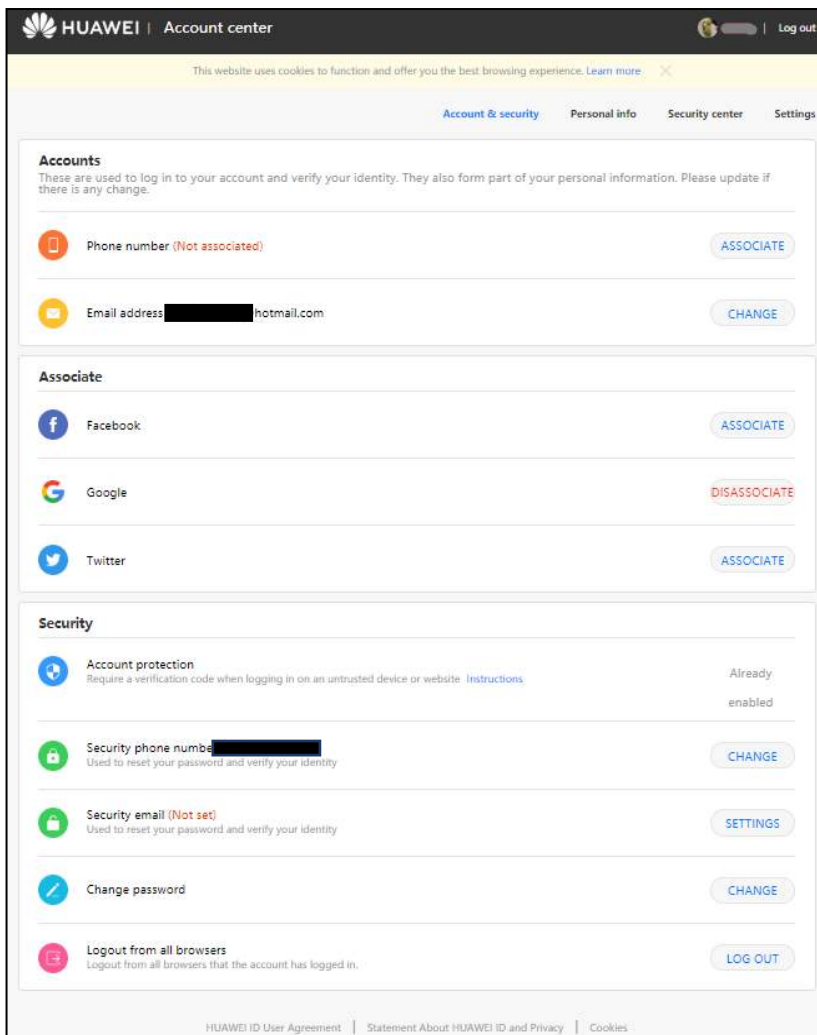 HUAWEI | Account center
| Log out
This website uses cookies to function and offer you the best browsing experience. Learn more
Account & security Personal info Security center Settings
Accounts
These are used to log in to your account and verify your identity. They also form part of your personal information. Please update if
there is any change.
Phone number (Not associated) ASSOCIATE
Email address hotmail.com CHANGE
Associate
Facebook ASSOCIATE
Google DISASSOCIATE
Twitter ASSOCIATE
Security
Account protection
Require a verification code when logging in on an untrusted device or website Instructions
Already
enabled
Security phone numbe
Used to reset your password and verify your identity
CHANGE
Security email (Not set)
Used to reset your password and verify your identity
SETTINGS
Change password CHANGE
Logout from all browsers
Logout from all browsers that the account has logged in.
LOG OUT
HUAWEI ID User Agreement | Statement About HUAWEI ID and Privacy | Cookies